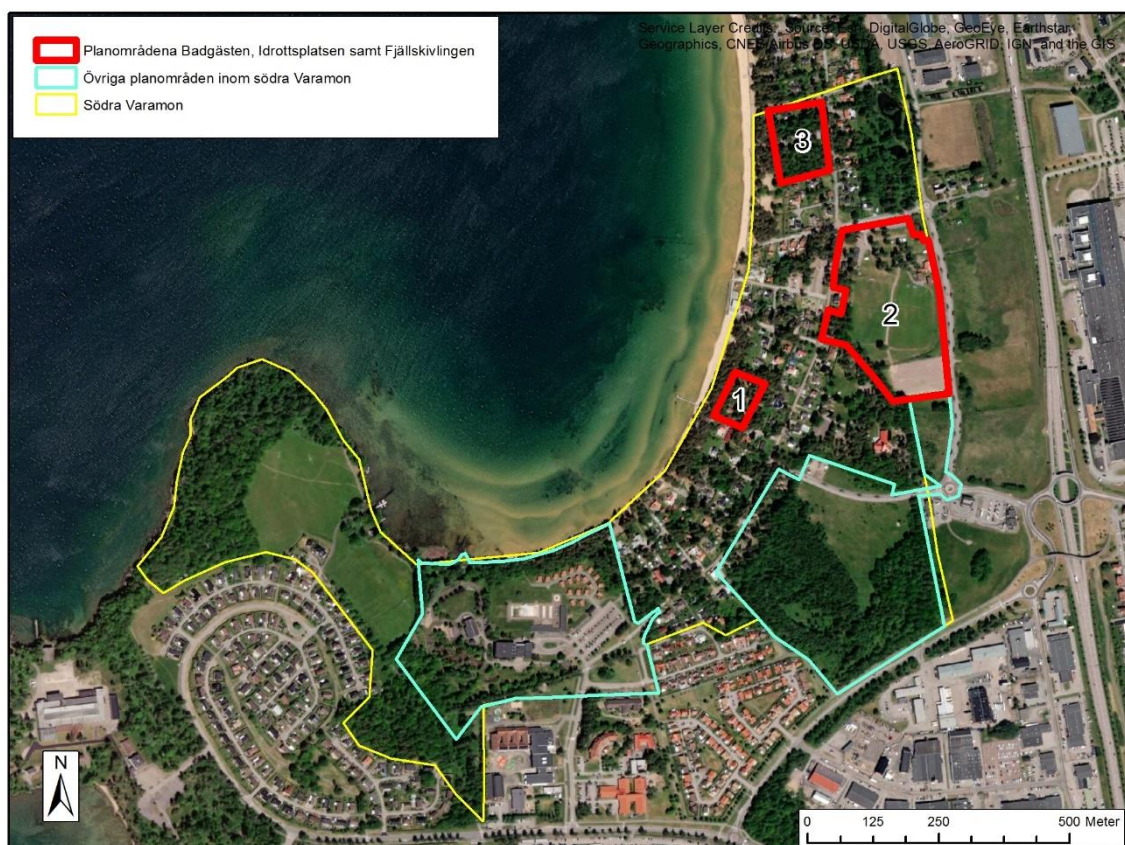 Planområdena Badgästen, Idrottsplatsen samt Fjällskivlingen
Övriga planområden inom södra Varamon
Södra Varamon
Service Layer Credits: Source: Esri, DigitalGlobe, GeoEye, Earthstar
Geographics, CNES/Airbus DS, USDA, USGS, AeroGRID, IGN, and the GIS
3
2
1
N
0 125 250 500 Meter